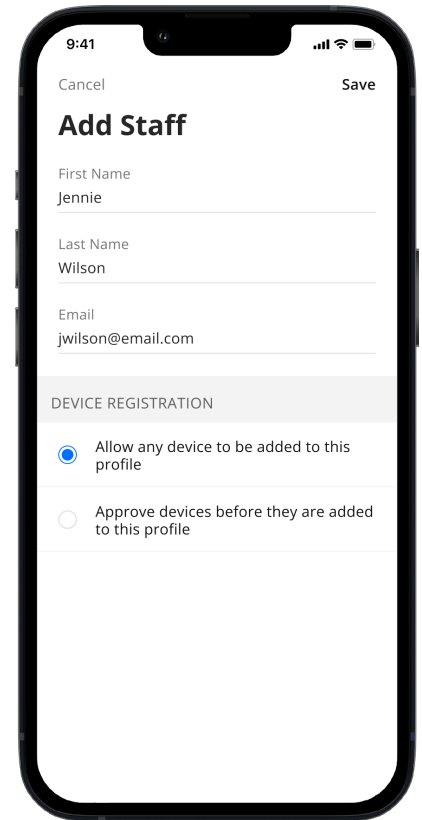 9:41
Cancel
Save
Add Staff
First Name
Jennie
Last Name
Wilson
Email
jwilson@email.com
DEVICE REGISTRATION
Allow any device to be added to this
profile
Approve devices before they are added
to this profile